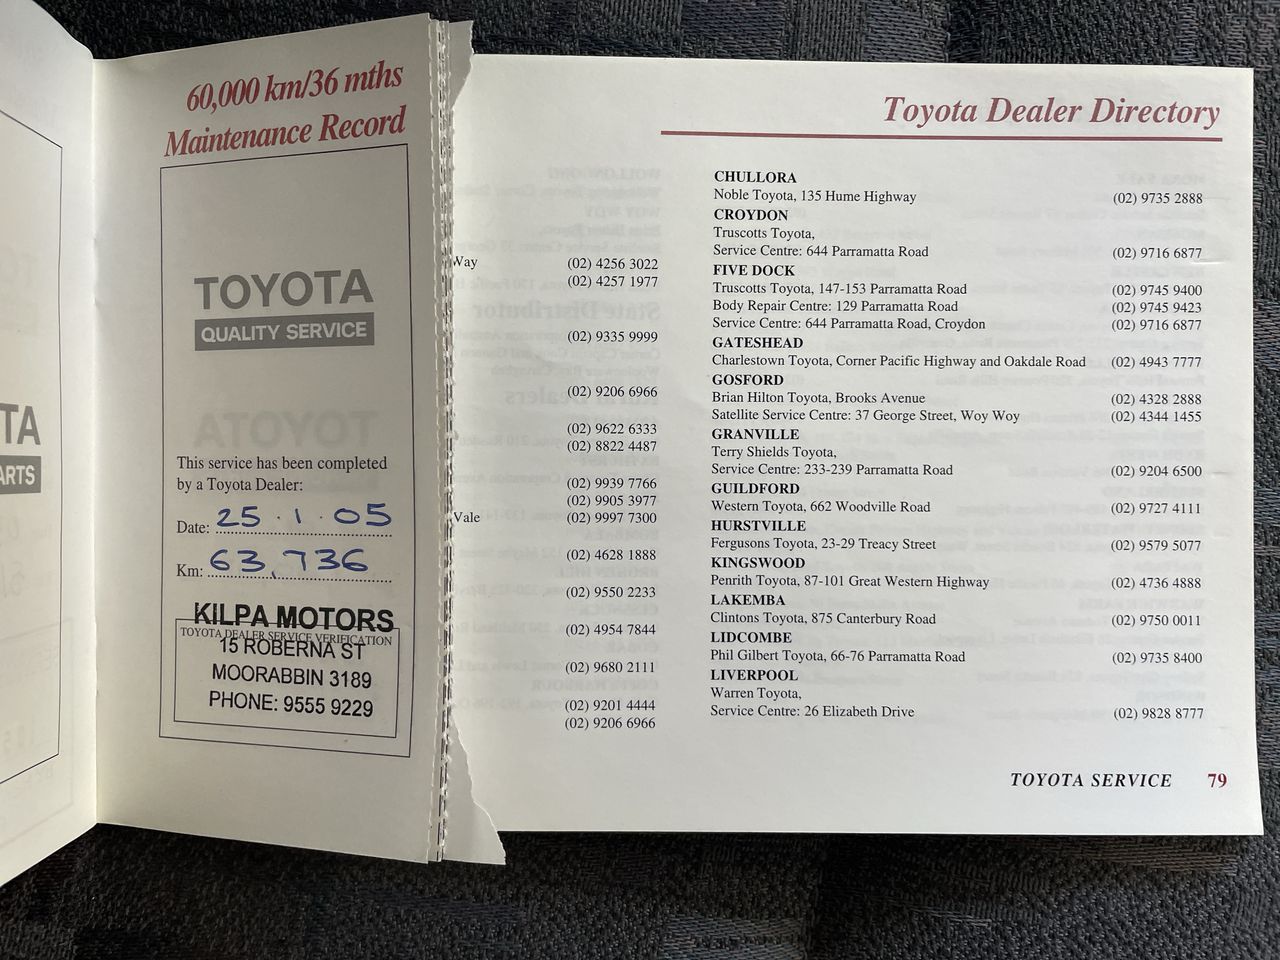 TA
ARTS
60,000 km/36 mths
Maintenance Record
TOYOTA
QUALITY SERVICE
This service has been completed
by a Toyota Dealer:
Date: 25.1.05
Km: 63,736
KILPA MOTORS
TOYOTA DEALER SERVICE VERIFICATION
15 ROBERNA ST
MOORABBIN 3189
PHONE: 9555 9229
Way (02) 4256 3022
(02) 4257 1977
(02) 9335 9999
(02) 9206 6966
(02) 9622 6333
(02) 8822 4487
(02) 9939 7766
(02) 9905 3977
Vale (02) 9997 7300
(02) 4628 1888
(02) 9550 2233
(02) 4954 7844
(02) 9680 2111
(02) 9201 4444
(02) 9206 6966
Toyota Dealer Directory
CHULLORA
Noble Toyota, 135 Hume Highway (02) 9735 2888
CROYDON
Truscotts Toyota,
Service Centre: 644 Parramatta Road (02) 9716 6877
FIVE DOCK
Truscotts Toyota, 147-153 Parramatta Road (02) 9745 9400
Body Repair Centre: 129 Parramatta Road (02) 9745 9423
Service Centre: 644 Parramatta Road, Croydon (02) 9716 6877
GATESHEAD
Charlestown Toyota, Corner Pacific Highway and Oakdale Road (02) 4943 7777
GOSFORD
Brian Hilton Toyota, Brooks Avenue (02) 4328 2888
Satellite Service Centre: 37 George Street, Woy Woy (02) 4344 1455
GRANVILLE
Terry Shields Toyota,
Service Centre: 233-239 Parramatta Road (02) 9204 6500
GUILDFORD
Western Toyota, 662 Woodville Road (02) 9727 4111
HURSTVILLE
Fergusons Toyota, 23-29 Treacy Street (02) 9579 5077
KINGSWOOD
Penrith Toyota, 87-101 Great Western Highway (02) 4736 4888
LAKEMBA
Clintons Toyota, 875 Canterbury Road (02) 9750 0011
LIDCOMBE
Phil Gilbert Toyota, 66-76 Parramatta Road (02) 9735 8400
LIVERPOOL
Warren Toyota,
Service Centre: 26 Elizabeth Drive (02) 9828 8777
TOYOTA SERVICE 79